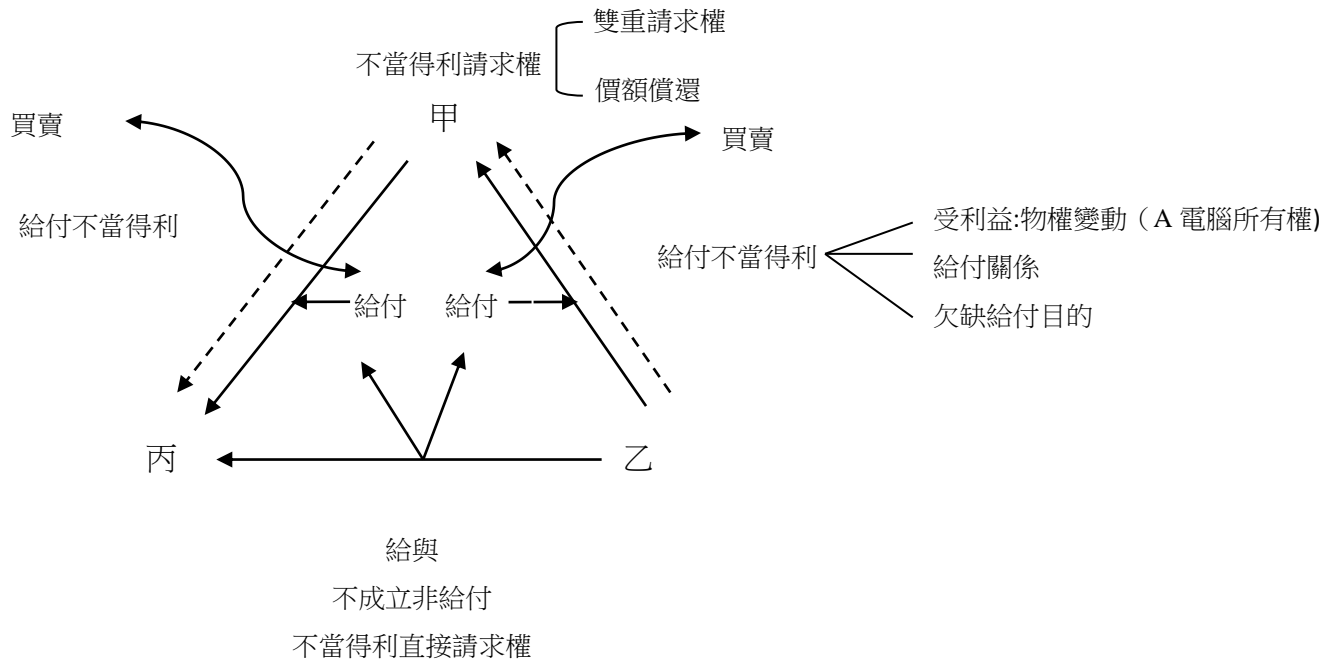 雙重請求權
不當得利請求權
價額償還
甲
買賣
買賣
給付不當得利
受利益:物權變動（A 電腦所有權)
給付不當得利
給付關係
給付
給付
欠缺給付目的
丙
乙
給與
不成立非給付
不當得利直接請求權